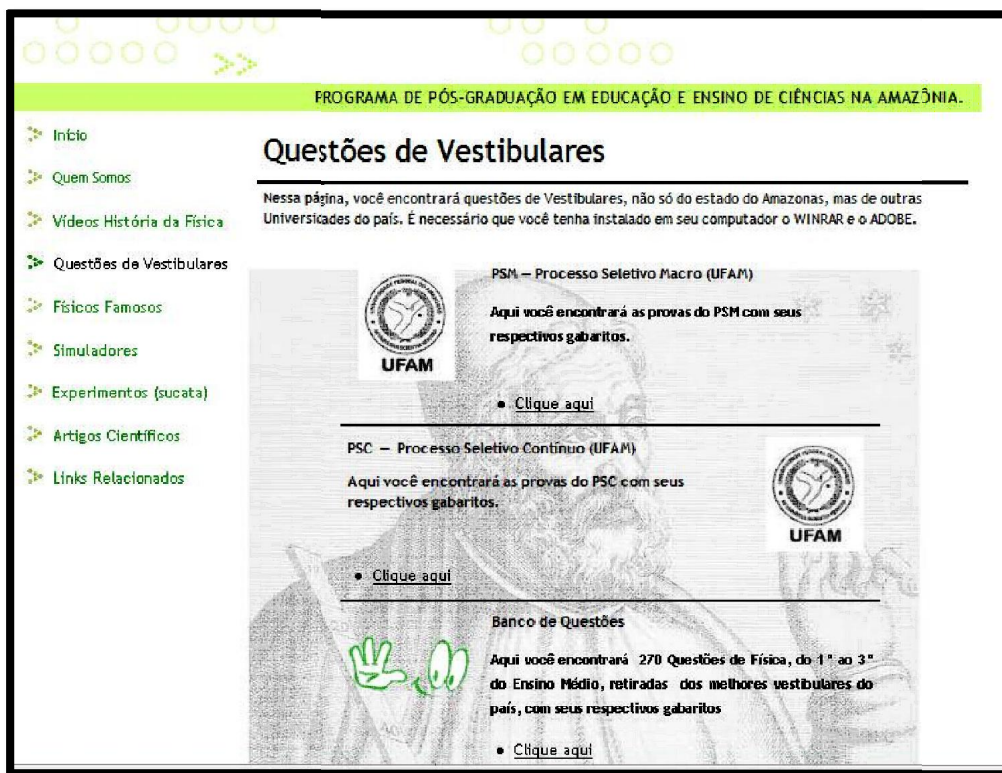 PROGRAMA DE PÓS-GRADUAÇÃO EM EDUCAÇÃO E ENSINO DE CIÊNCIAS NA AMAZÔNIA.
Início
Quem Somos
Vídeos História da Física
Questões de Vestibulares
Físicos Famosos
Simuladores
Experimentos (sucata)
Artigos Científicos
Links Relacionados
Questões de Vestibulares
Nessa página, você encontrará questões de Vestibulares, não só do estado do Amazonas, mas de outras
Universidades do país. É necessário que você tenha instalado em seu computador o WINRAR e o ADOBE.
PSM – Processo Seletivo Macro (UFAM)
Aqui você encontrará as provas do PSM com seus
respectivos gabaritos.
UFAM
• Clique aqui
PSC – Processo Seletivo Contínuo (UFAM)
Aqui você encontrará as provas do PSC com seus
respectivos gabaritos.
UFAM
• Clique aqui
Banco de Questões
Aqui você encontrará 270 Questões de Física, do 1° ao 3°
do Ensino Médio, retiradas dos melhores vestibulares do
país, com seus respectivos gabaritos
• Clique aqui